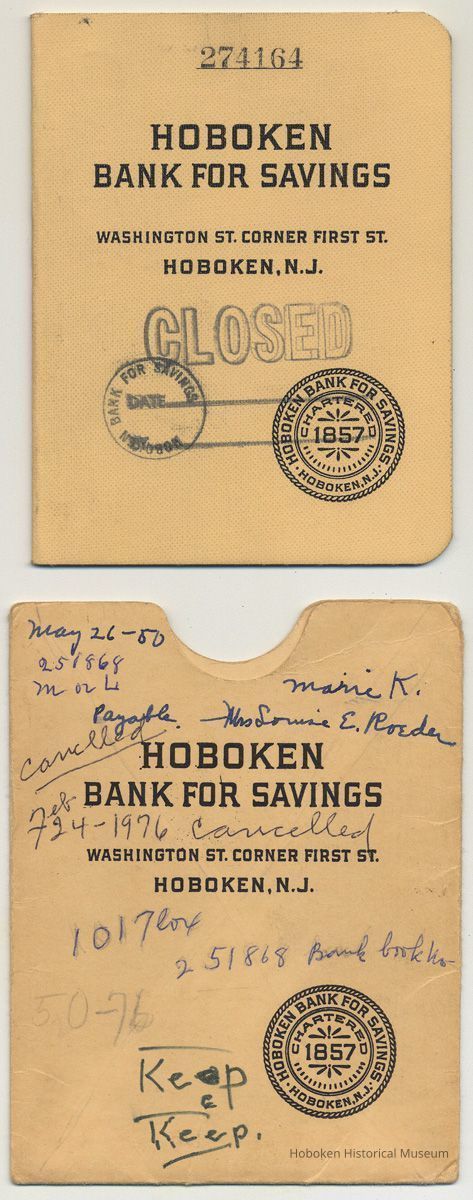 274164
HOBOKEN
BANK FOR SAVINGS
WASHINGTON ST. CORNER FIRST ST.
HOBOKEN, N.J.
CLOSED
BANK FOR SAVINGS
DATE
HOBOKEN
HOBOKEN BANK FOR SAVINGS
CHARTERED
1857
HOBOKEN, N.J.
May 26-50
251868
M or L
Marie K.
Payable Mrs Louise E. Roeder
Cancelled
HOBOKEN
BANK FOR SAVINGS
Feb
24-1976 Cancelled
WASHINGTON ST. CORNER FIRST ST.
HOBOKEN, N.J.
1017
251868 Bank book No
50-76
HOBOKEN BANK FOR SAVINGS
CHARTERED
1857
HOBOKEN, N.J.
Keep
Keep.
Hoboken Historical Museum